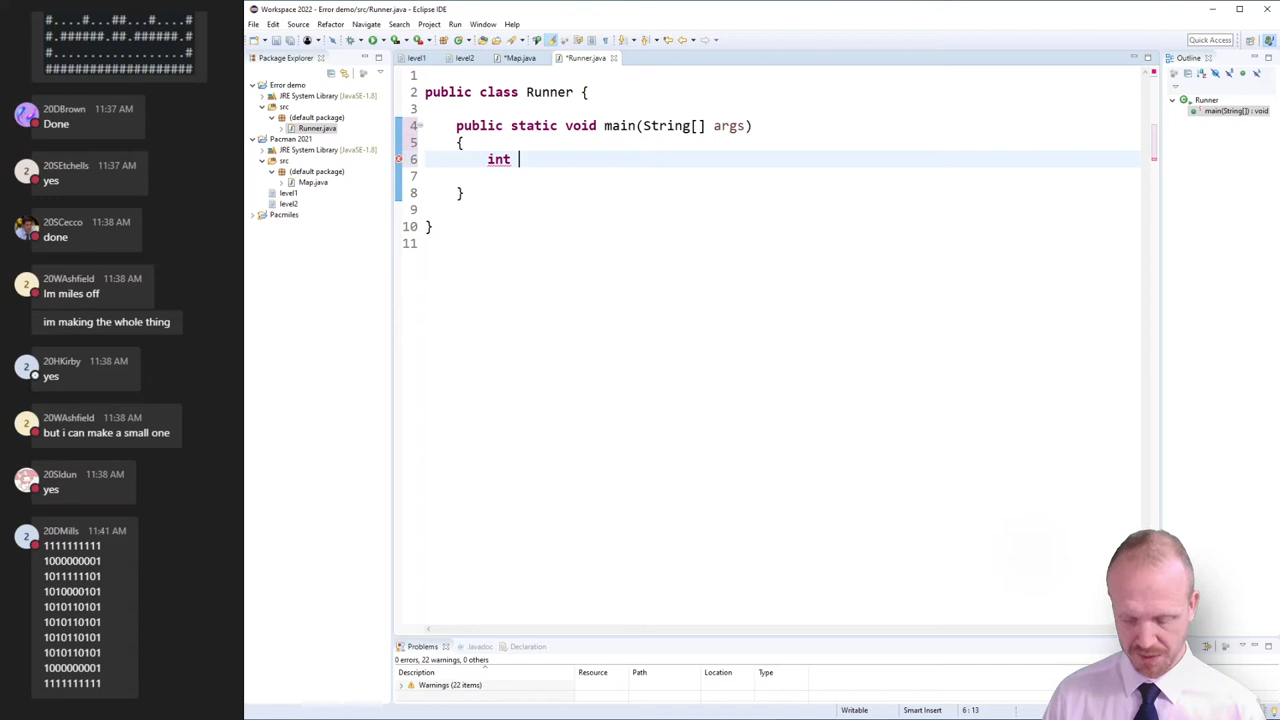 #....#...#..##...#....#
#.######.##.######.#
#..................#
####################
20DBrown 11:37 AM
Done
20SEtchells 11:37 AM
yes
20SCecco 11:38 AM
done
20WAshfield 11:38 AM
Im miles off
im making the whole thing
20HKirby 11:38 AM
yes
20WAshfield 11:38 AM
but i can make a small one
20SIdun 11:38 AM
yes
20DMills 11:41 AM
1111111111
1000000001
1011111101
1010000101
1010110101
1010110101
1010110101
1010110101
1000000001
1111111111
Workspace 2022 - Error demo/src/Runner.java - Eclipse IDE
File Edit Source Refactor Navigate Search Project Run Window Help
Quick Access
Package Explorer
Error demo
JRE System Library [JavaSE-1.8]
src
(default package)
Runner.java
Pacman 2021
JRE System Library [JavaSE-1.8]
src
(default package)
Map.java
level1
level2
Pacmiles
level1 level2 *Map.java *Runner.java
1
2 public class Runner {
3
4 public static void main(String[] args)
5 {
6 int
7
8 }
9
10 }
11
Outline
Runner
main(String[]) : void
Problems Javadoc Declaration
0 errors, 22 warnings, 0 others
Description Resource Path Location Type
Warnings (22 items)
Writable Smart Insert 6 : 13